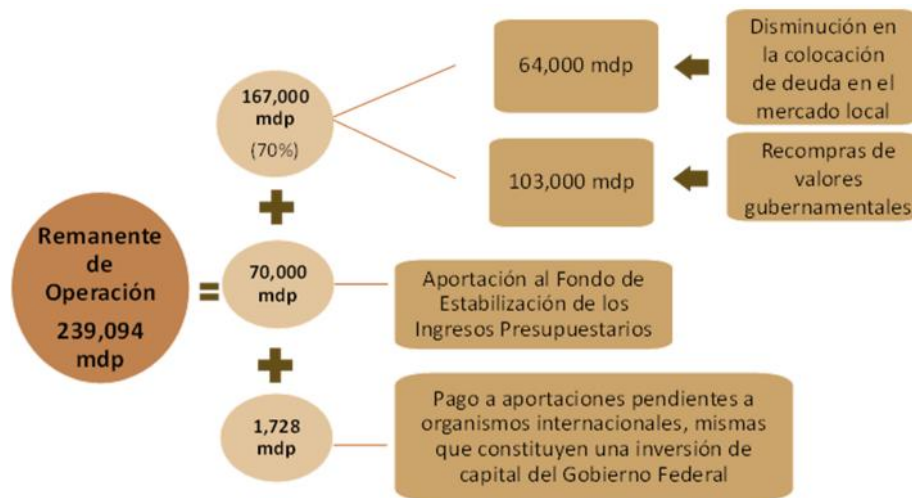 Remanente
de
Operación
239,094
mdp
=
167,000
mdp
(70%)
+
70,000
mdp
+
1,728
mdp
64,000 mdp
Disminución en
la colocación
de deuda en el
mercado local
103,000 mdp
Recompras de
valores
gubernamentales
Aportación al Fondo de
Estabilización de los
Ingresos Presupuestarios
Pago a aportaciones pendientes a
organismos internacionales, mismas
que constituyen una inversión de
capital del Gobierno Federal